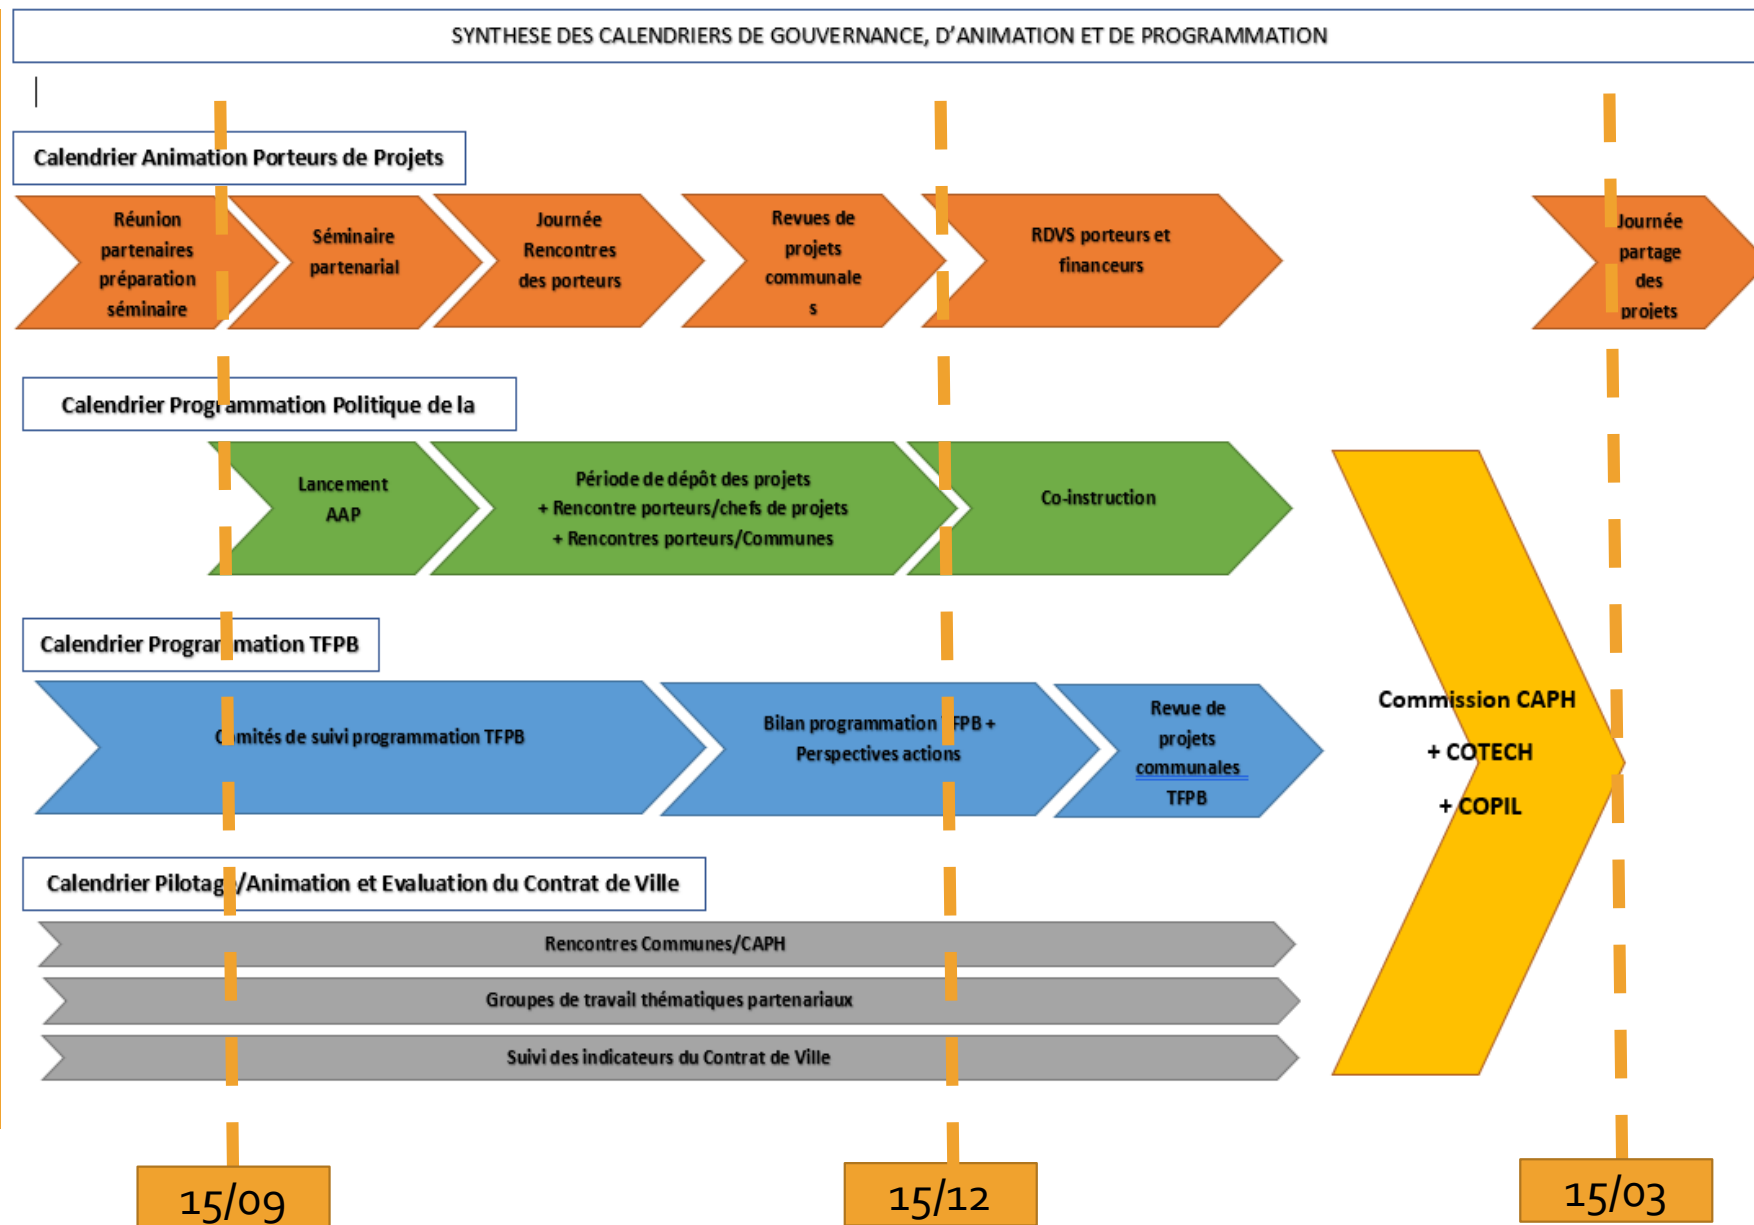 SYNTHESE DES CALENDRIERS DE GOUVERNANCE, D'ANIMATION ET DE PROGRAMMATION
Calendrier Animation Porteurs de Projets
Réunion
partenaires
préparation
séminaire
Séminaire
partenarial
Journée
Rencontres
des porteurs
Revues de
projets
communale
s
RDVS porteurs et
financeurs
Journée
partage
des
projets
Calendrier Programmation Politique de la
Lancement
AAP
Période de dépôt des projets
+ Rencontre porteurs/chefs de projets
+ Rencontres porteurs/Communes
Co-instruction
Calendrier Programmation TFPB
Comités de suivi programmation TFPB
Bilan programmation TFPB +
Perspectives actions
Revue de
projets
communales
TFPB
Commission CAPH
+ COTECH
+ COPIL
Calendrier Pilotage/Animation et Evaluation du Contrat de Ville
Rencontres Communes/CAPH
Groupes de travail thématiques partenariaux
Suivi des indicateurs du Contrat de Ville
15/09
15/12
15/03